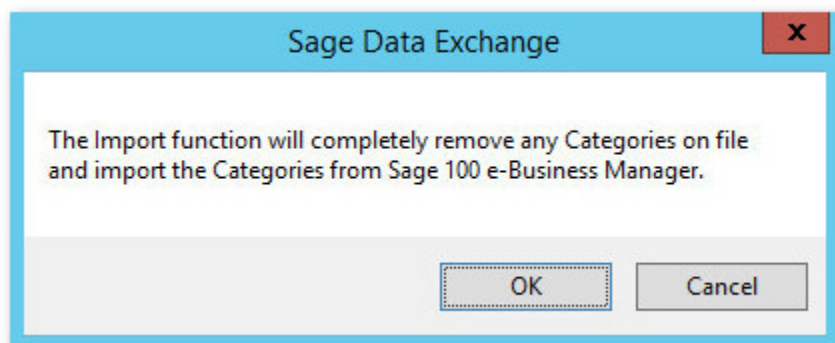 Sage Data Exchange
x
The Import function will completely remove any Categories on file
and import the Categories from Sage 100 e-Business Manager.
OK
Cancel